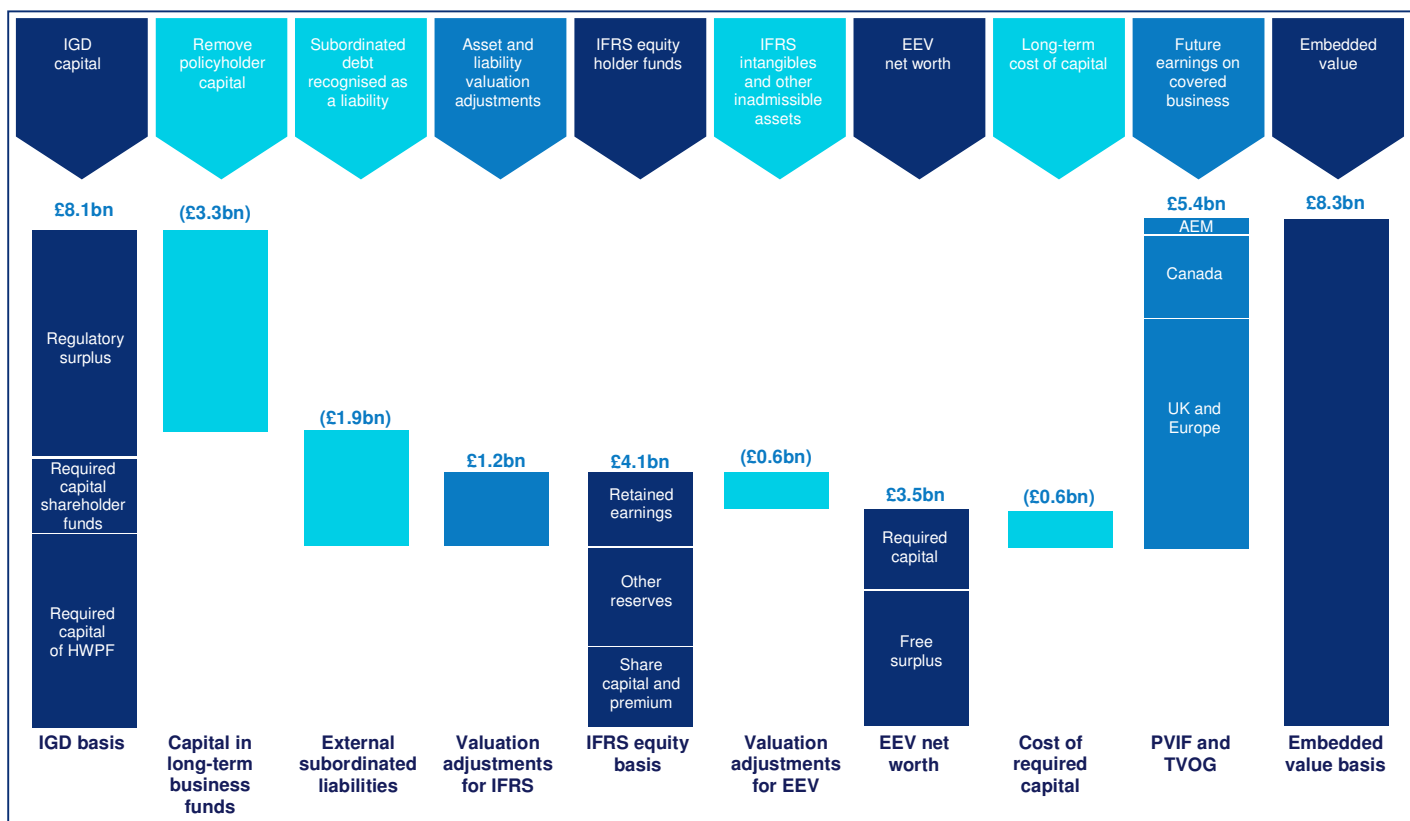 IGD
capital
Remove
policyholder
capital
Subordinated
debt
recognised as
a liability
Asset and
liability
valuation
adjustments
IFRS equity
holder funds
IFRS
intangibles
and other
inadmissible
assets
EEV
net worth
Long-term
cost of capital
Future
earnings on
covered
business
Embedded
value
£8.1bn
(£3.3bn)
(£1.9bn)
£1.2bn
£4.1bn
(£0.6bn)
£3.5bn
(£0.6bn)
£5.4bn
£8.3bn
Regulatory
surplus
Required
capital
shareholder
funds
Required
capital
of HWPF
Retained
earnings
Other
reserves
Share
capital and
premium
Required
capital
Free
surplus
AEM
Canada
UK and
Europe
IGD basis
Capital in
long-term
business
funds
External
subordinated
liabilities
Valuation
adjustments
for IFRS
IFRS equity
basis
Valuation
adjustments
for EEV
EEV net
worth
Cost of
required
capital
PVIF and
TVOG
Embedded
value basis